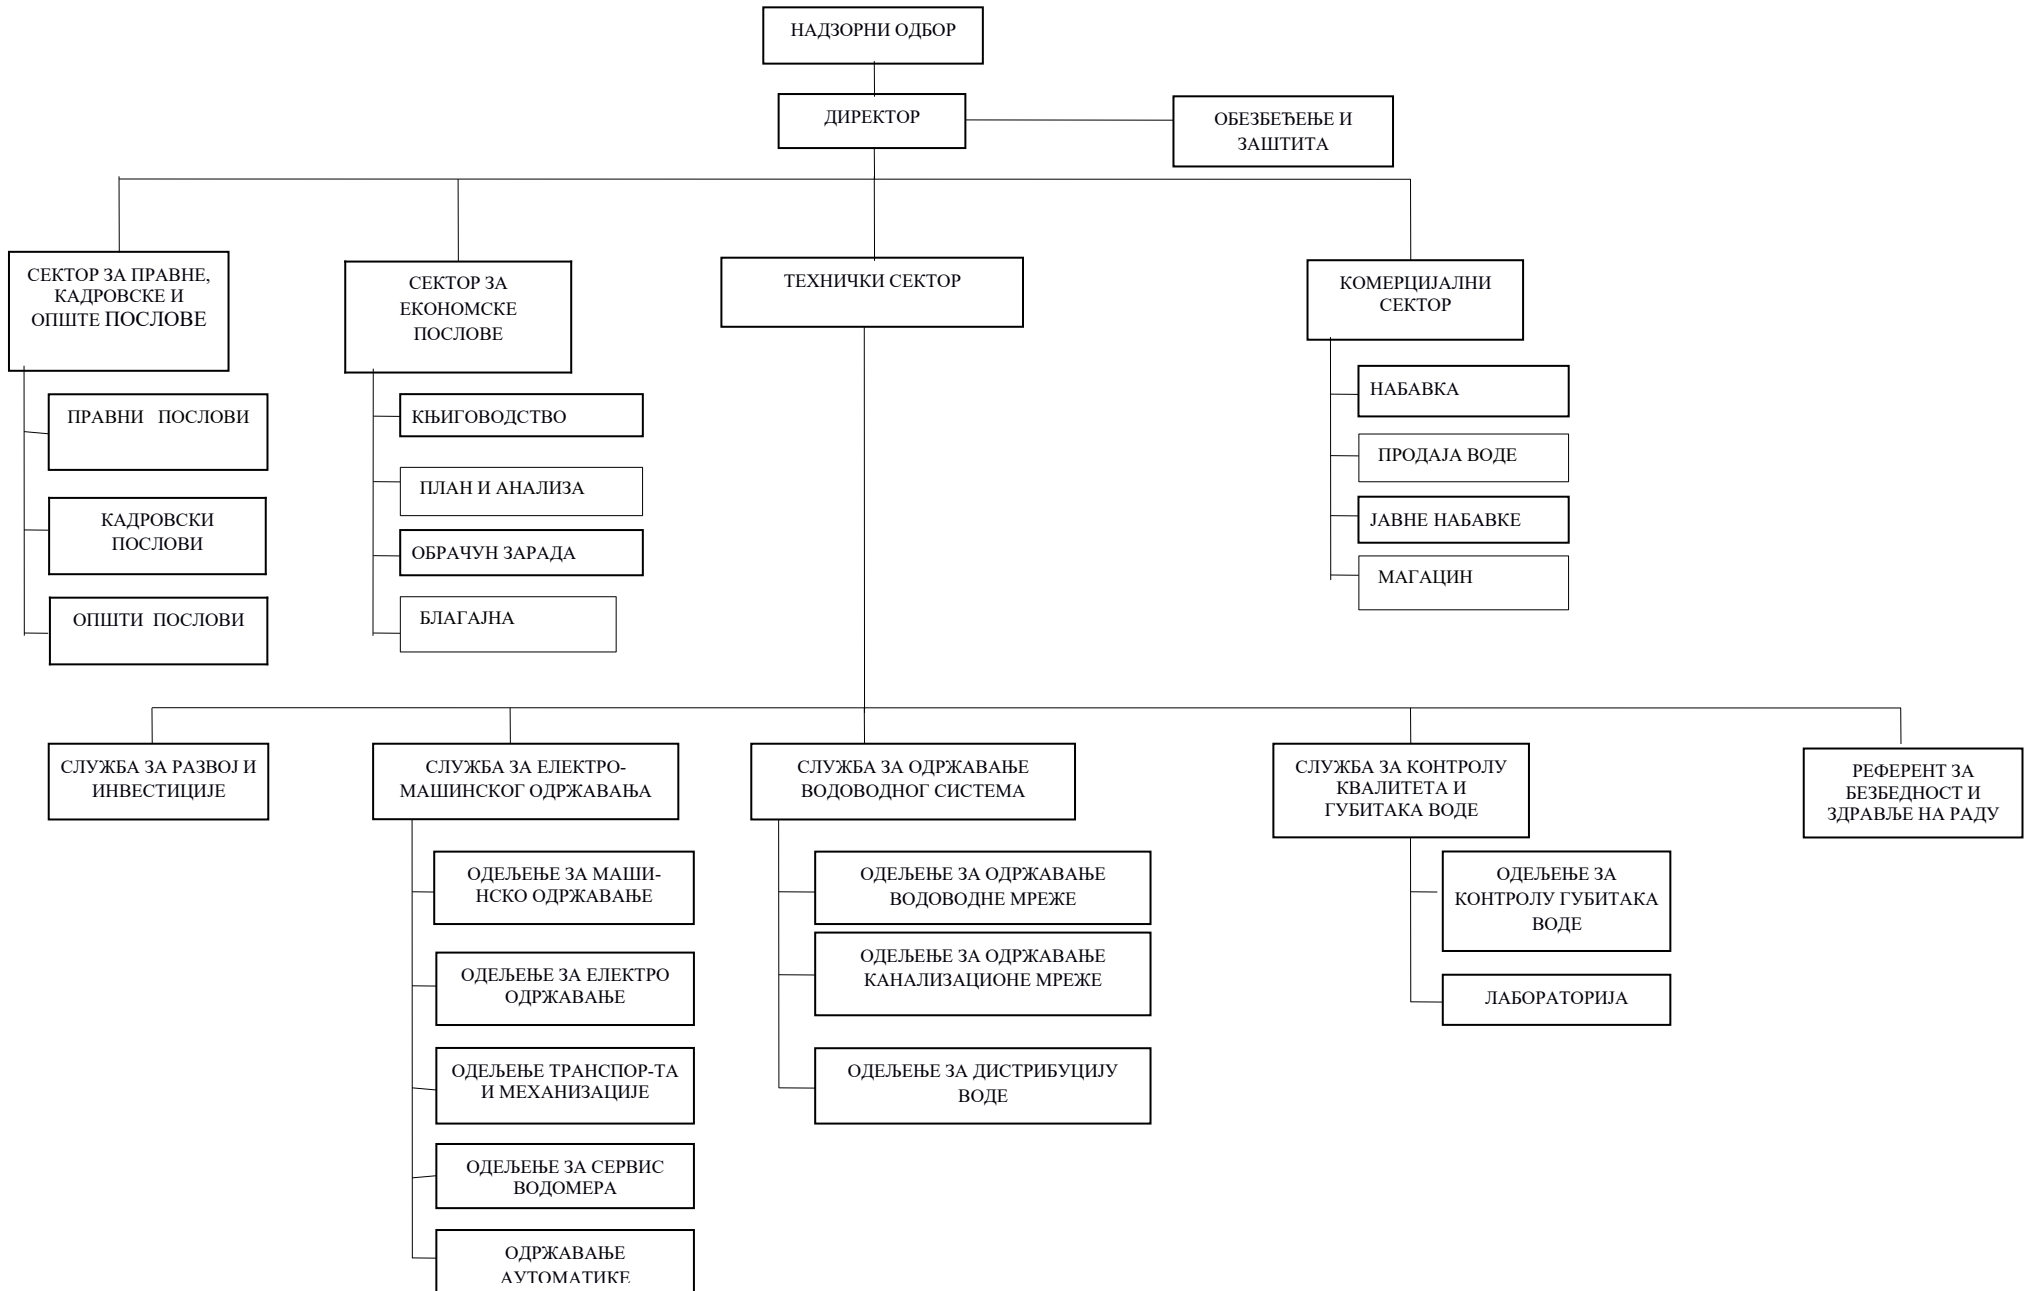 НАДЗОРНИ ОДБОР
ДИРЕКТОР
ОБЕЗБЕЂЕЊЕ И
ЗАШТИТА
СЕКТОР ЗА ПРАВНЕ,
КАДРОВСКЕ И
ОПШТЕ ПОСЛОВЕ
СЕКТОР ЗА
ЕКОНОМСКЕ
ПОСЛОВЕ
ТЕХНИЧКИ СЕКТОР
КОМЕРЦИЈАЛНИ
СЕКТОР
ПРАВНИ ПОСЛОВИ
КАДРОВСКИ
ПОСЛОВИ
ОПШТИ ПОСЛОВИ
КЊИГОВОДСТВО
ПЛАН И АНАЛИЗА
ОБРАЧУН ЗАРАДА
БЛАГАЈНА
НАБАВКА
ПРОДАЈА ВОДЕ
ЈАВНЕ НАБАВКЕ
МАГАЦИН
СЛУЖБА ЗА РАЗВОЈ И
ИНВЕСТИЦИЈЕ
СЛУЖБА ЗА ЕЛЕКТРО-
МАШИНСКОГ ОДРЖАВАЊА
СЛУЖБА ЗА ОДРЖАВАЊЕ
ВОДОВОДНОГ СИСТЕМА
СЛУЖБА ЗА КОНТРОЛУ
КВАЛИТЕТА И
ГУБИТАКА ВОДЕ
РЕФЕРЕНТ ЗА
БЕЗБЕДНОСТ И
ЗДРАВЉЕ НА РАДУ
ОДЕЉЕЊЕ ЗА МАШИ-
НСКО ОДРЖАВАЊЕ
ОДЕЉЕЊЕ ЗА ЕЛЕКТРО
ОДРЖАВАЊЕ
ОДЕЉЕЊЕ ТРАНСПОР-ТА
И МЕХАНИЗАЦИЈЕ
ОДЕЉЕЊЕ ЗА СЕРВИС
ВОДОМЕРА
ОДРЖАВАЊЕ
АУТОМАТИКЕ
ОДЕЉЕЊЕ ЗА ОДРЖАВАЊЕ
ВОДОВОДНЕ МРЕЖЕ
ОДЕЉЕЊЕ ЗА ОДРЖАВАЊЕ
КАНАЛИЗАЦИОНЕ МРЕЖЕ
ОДЕЉЕЊЕ ЗА ДИСТРИБУЦИЈУ
ВОДЕ
ОДЕЉЕЊЕ ЗА
КОНТРОЛУ ГУБИТАКА
ВОДЕ
ЛАБОРАТОРИЈА